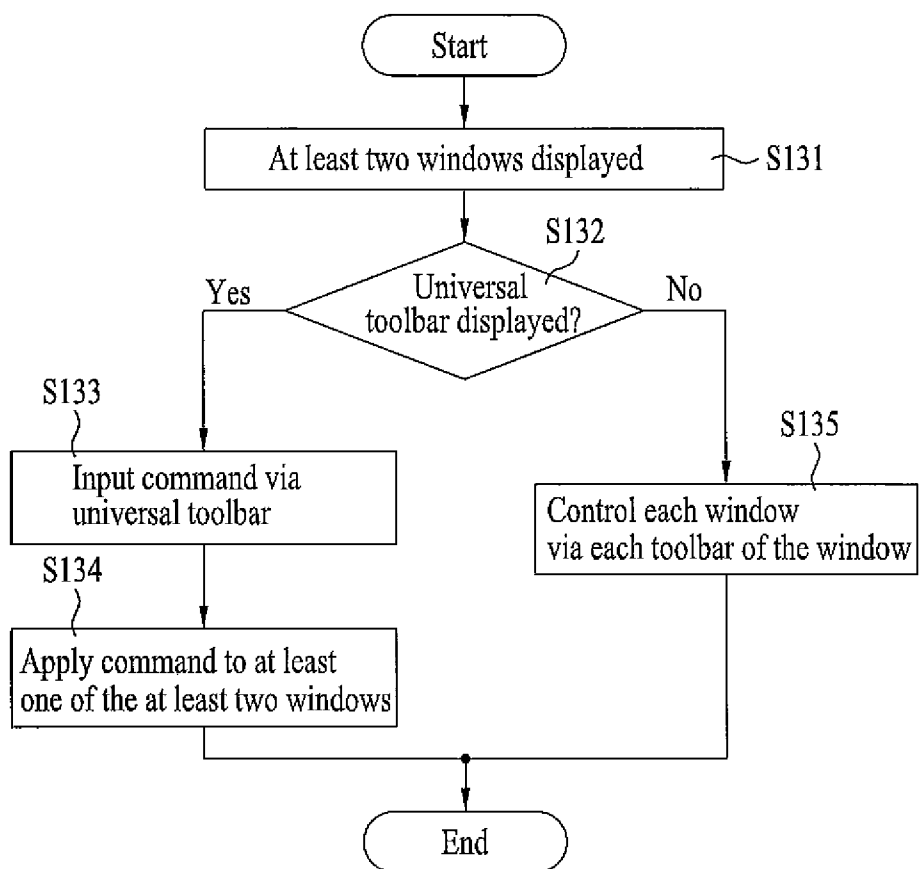 Start
At least two windows displayed
S131
S132
Universal
toolbar displayed?
Yes
No
S133
Input command via
universal toolbar
S135
Control each window
via each toolbar of the window
S134
Apply command to at least
one of the at least two windows
End